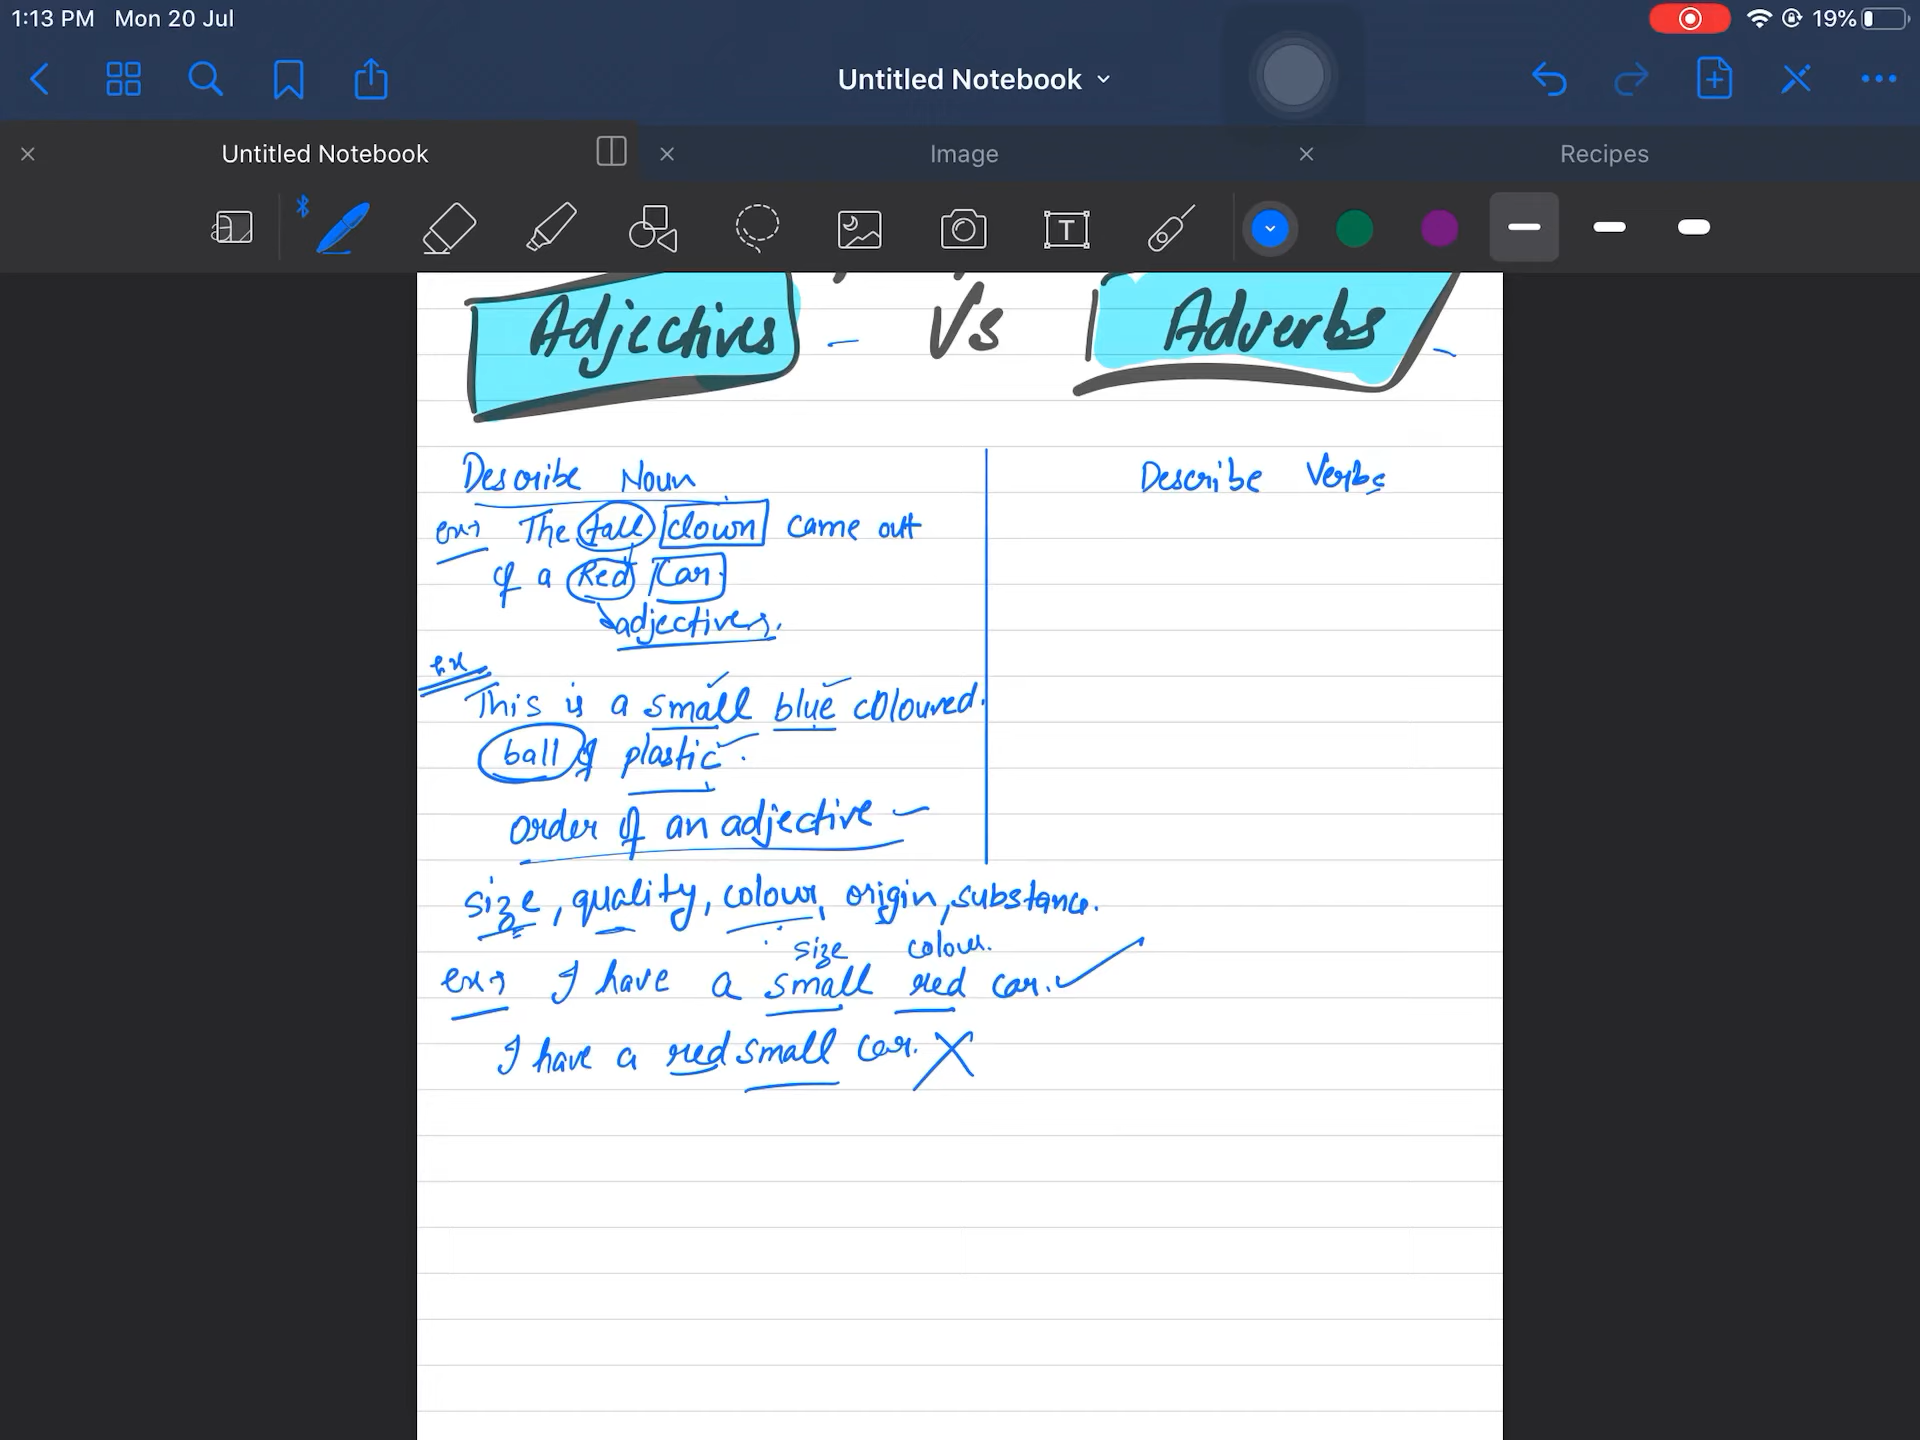 1:13 PM Mon 20 Jul
19%
Untitled Notebook
Untitled Notebook
Image
Recipes
T
Adjectives Vs Adverbs
Describe Noun
Describe Verbs
ex→ The tall clown came out
of a Red Car.
adjectives.
ex
This is a small blue coloured.
ball of plastic.
order of an adjective
size, quality, colour, origin, substance.
size colour.
ex→ I have a small red car.
I have a red small car.